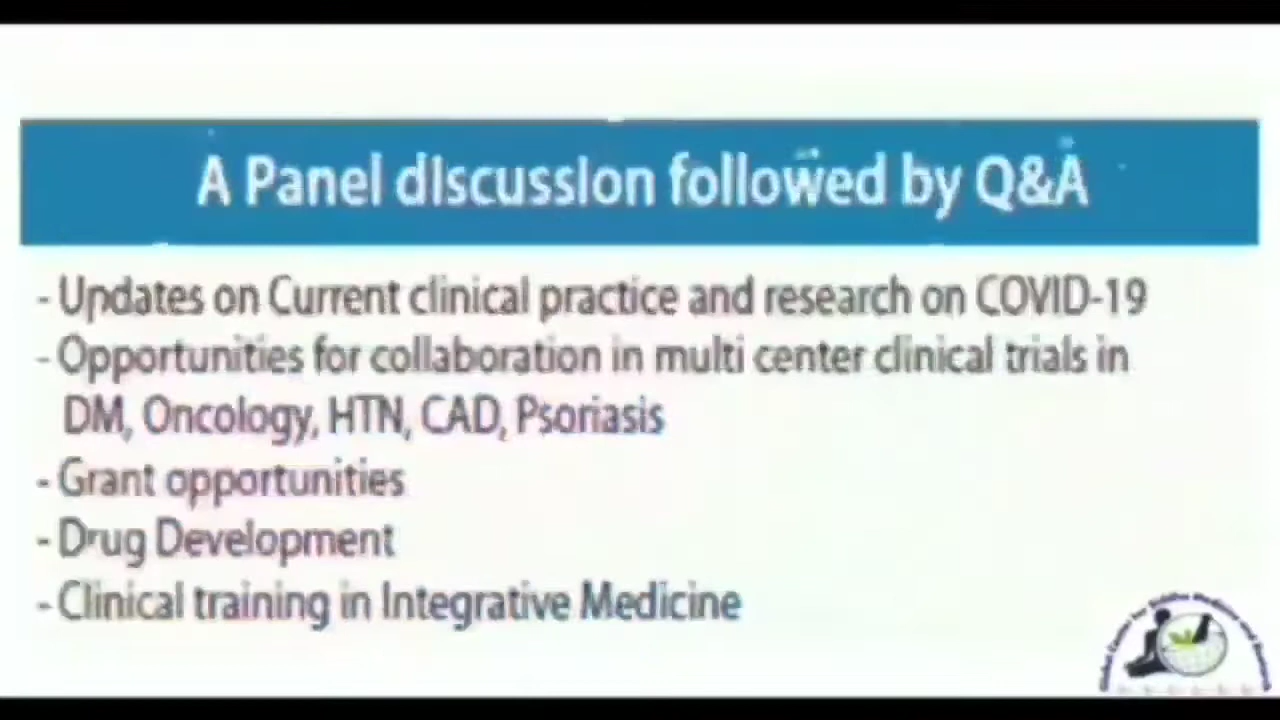 A Panel discussion followed by Q&A
- Updates on Current clinical practice and research on COVID-19
- Opportunities for collaboration in multi center clinical trials in
DM, Oncology, HTN, CAD, Psoriasis
- Grant opportunities
- Drug Development
- Clinical training in Integrative Medicine